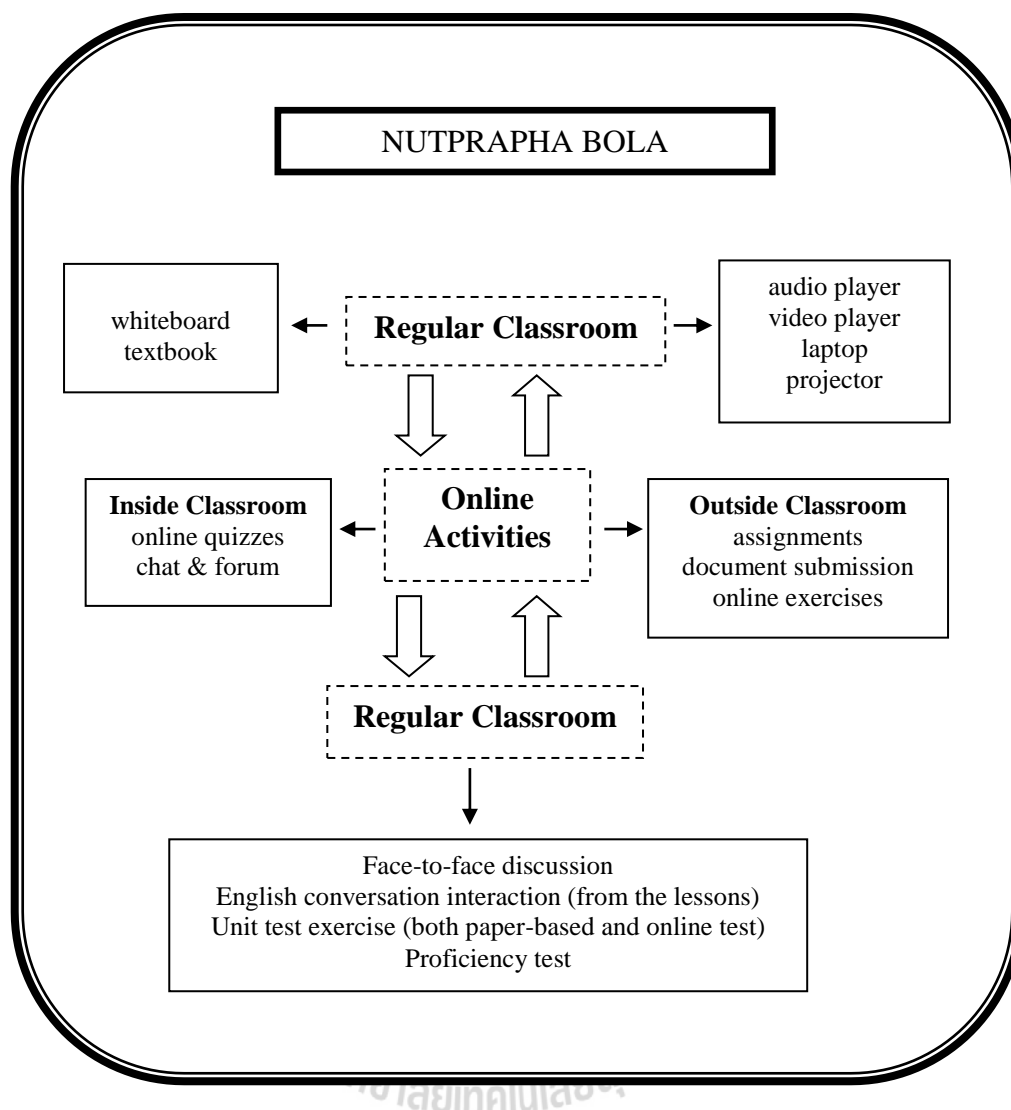 NUTPRAPHA BOLA
whiteboard
textbook
Regular Classroom
audio player
video player
laptop
projector
Inside Classroom
online quizzes
chat & forum
Online
Activities
Outside Classroom
assignments
document submission
online exercises
Regular Classroom
Face-to-face discussion
English conversation interaction (from the lessons)
Unit test exercise (both paper-based and online test)
Proficiency test